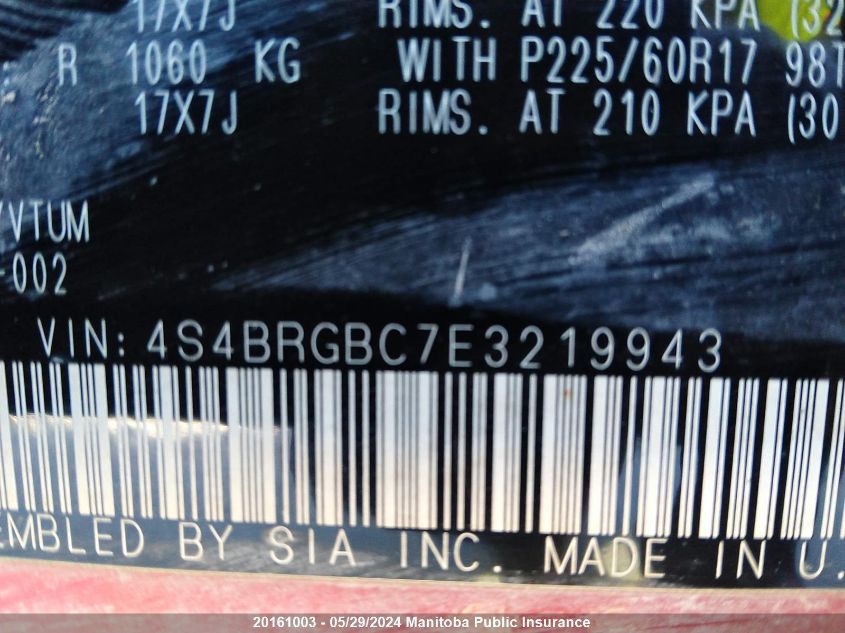 17X7J RIMS. AT 220 KPA (32
: R 1060 KG WITH P225/60R17 98T
17X7J RIMS. AT 210 KPA (30
/VTUM
-002
VIN: 4S4BRGBC7E3219943
EMBLED BY SIA INC. MADE IN U.
20161003 — 05/29/2024 Manitoba Public Insurance